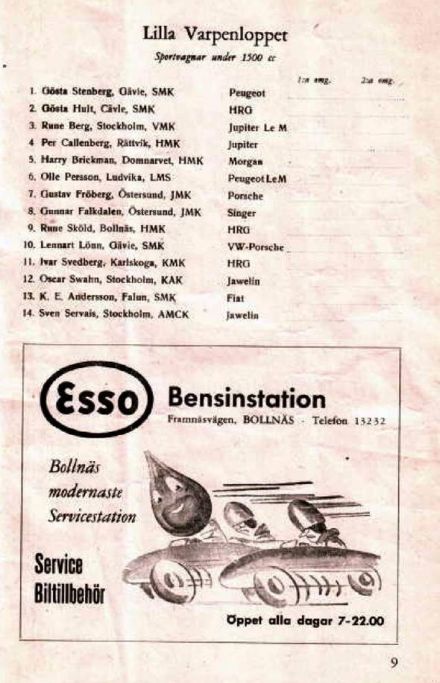 Lilla Varpenloppet
Sportvagnar under 1500 cc
1:a omg. 2:a omg.
1. Gösta Stenberg, Gävle, SMK Peugeot
2. Gösta Hult, Gävle, SMK HRG
3. Rune Berg, Stockholm, VMK Jupiter Le M
4 Per Callenberg, Rättvik, HMK Jupiter
5. Harry Brickman, Domnarvet, HMK Morgan
6. Olle Persson, Ludvika, LMS Peugeot Le M
7. Gustav Fröberg, Östersund, JMK Porsche
8. Gunnar Falkdalen, Östersund, JMK Singer
9. Rune Sköld, Bollnäs, HMK HRG
10. Lennart Lönn, Gävle, SMK VW-Porsche
11. Ivar Svedberg, Karlskoga, KMK HRG
12. Oscar Swahn, Stockholm, KAK Jawelin
13. K. E. Andersson, Falun, SMK Fiat
14. Sven Servais, Stockholm, AMCK Jawelin
Esso Bensinstation
Framnäsvägen, BOLLNÄS - Telefon 13232
Bollnäs
modernaste
Servicestation
Service
Biltillbehör
Öppet alla dagar 7-22.00
9